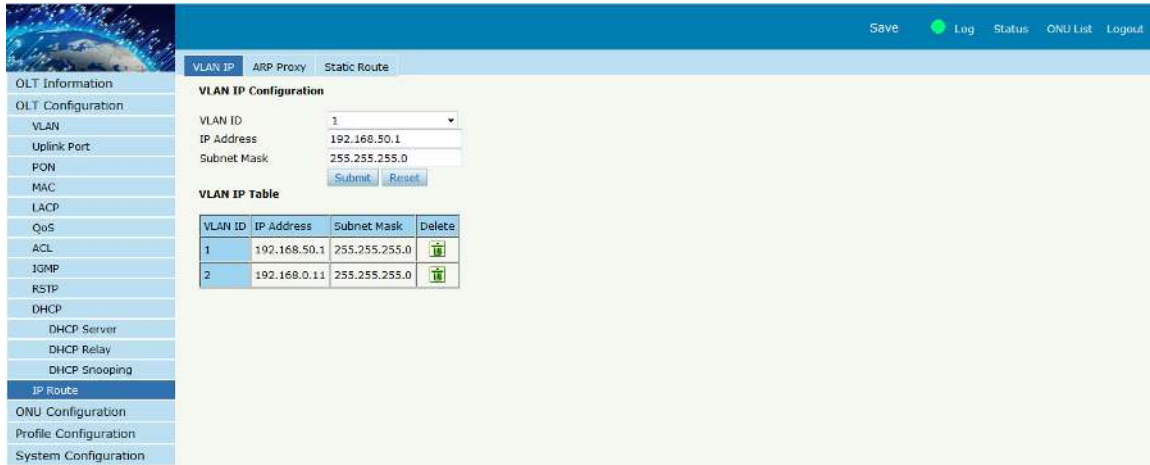 Save Log Status ONU List Logout
VLAN IP ARP Proxy Static Route
OLT Information
OLT Configuration
VLAN
Uplink Port
PON
MAC
LACP
QoS
ACL
IGMP
RSTP
DHCP
DHCP Server
DHCP Relay
DHCP Snooping
IP Route
ONU Configuration
Profile Configuration
System Configuration
VLAN IP Configuration
VLAN ID 1
IP Address 192.168.50.1
Subnet Mask 255.255.255.0
Submit Reset
VLAN IP Table
VLAN ID IP Address Subnet Mask Delete
1 192.168.50.1 255.255.255.0
2 192.168.0.11 255.255.255.0